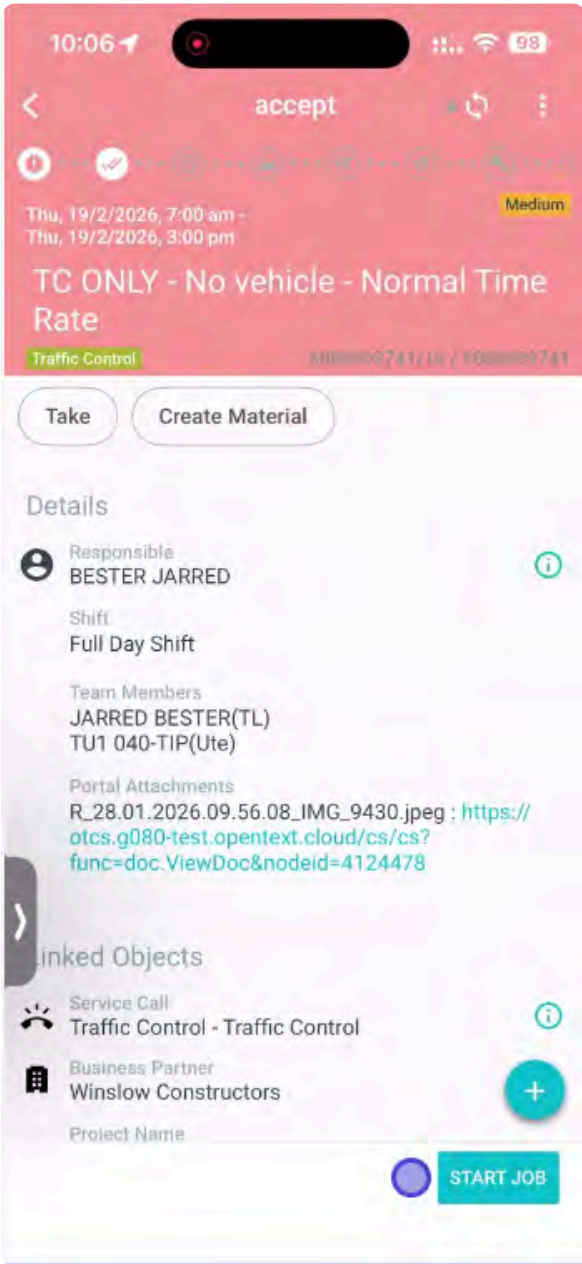 10:06
98
accept
Thu, 19/2/2026, 7:00 am -
Thu, 19/2/2026, 3:00 pm
Medium
TC ONLY - No vehicle - Normal Time
Rate
Traffic Control
Take
Create Material
Details
Responsible
BESTER JARRED
Shift
Full Day Shift
Team Members
JARRED BESTER(TL)
TU1 040-TIP(Ute)
Portal Attachments
R_28.01.2026.09.56.08_IMG_9430.jpeg : https://
otcs.g080-test.opentext.cloud/cs/cs?
func=doc.ViewDoc&nodeid=4124478
inked Objects
Service Call
Traffic Control - Traffic Control
Business Partner
Winslow Constructors
Project Name
START JOB